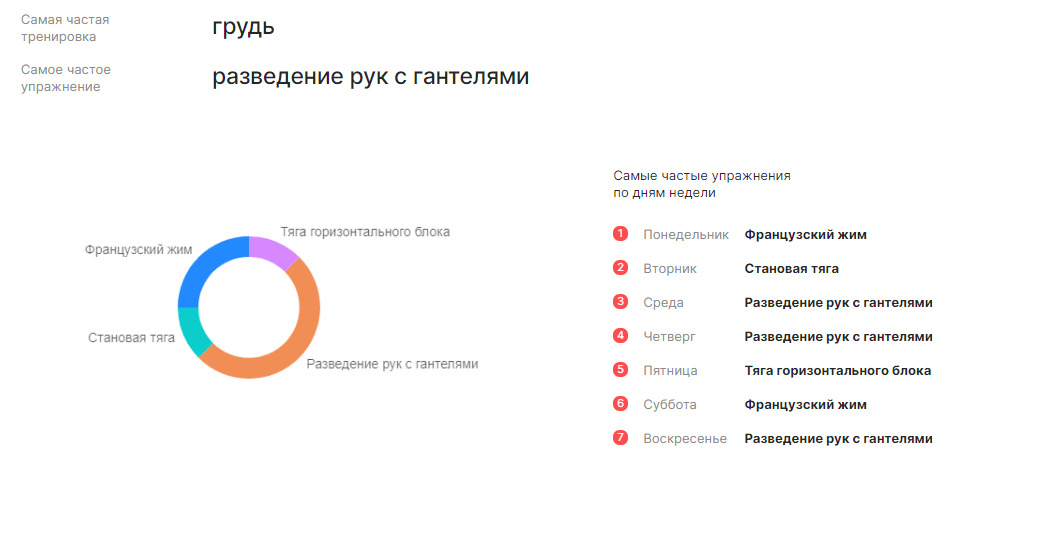 Самая частая
тренировка
грудь
Самое частое
упражнение
разведение рук с гантелями
Тяга горизонтального блока
Французский жим
Становая тяга
Разведение рук с гантелями
Самые частые упражнения
по дням недели
1 Понедельник Французский жим
2 Вторник Становая тяга
3 Среда Разведение рук с гантелями
4 Четверг Разведение рук с гантелями
5 Пятница Тяга горизонтального блока
6 Суббота Французский жим
7 Воскресенье Разведение рук с гантелями